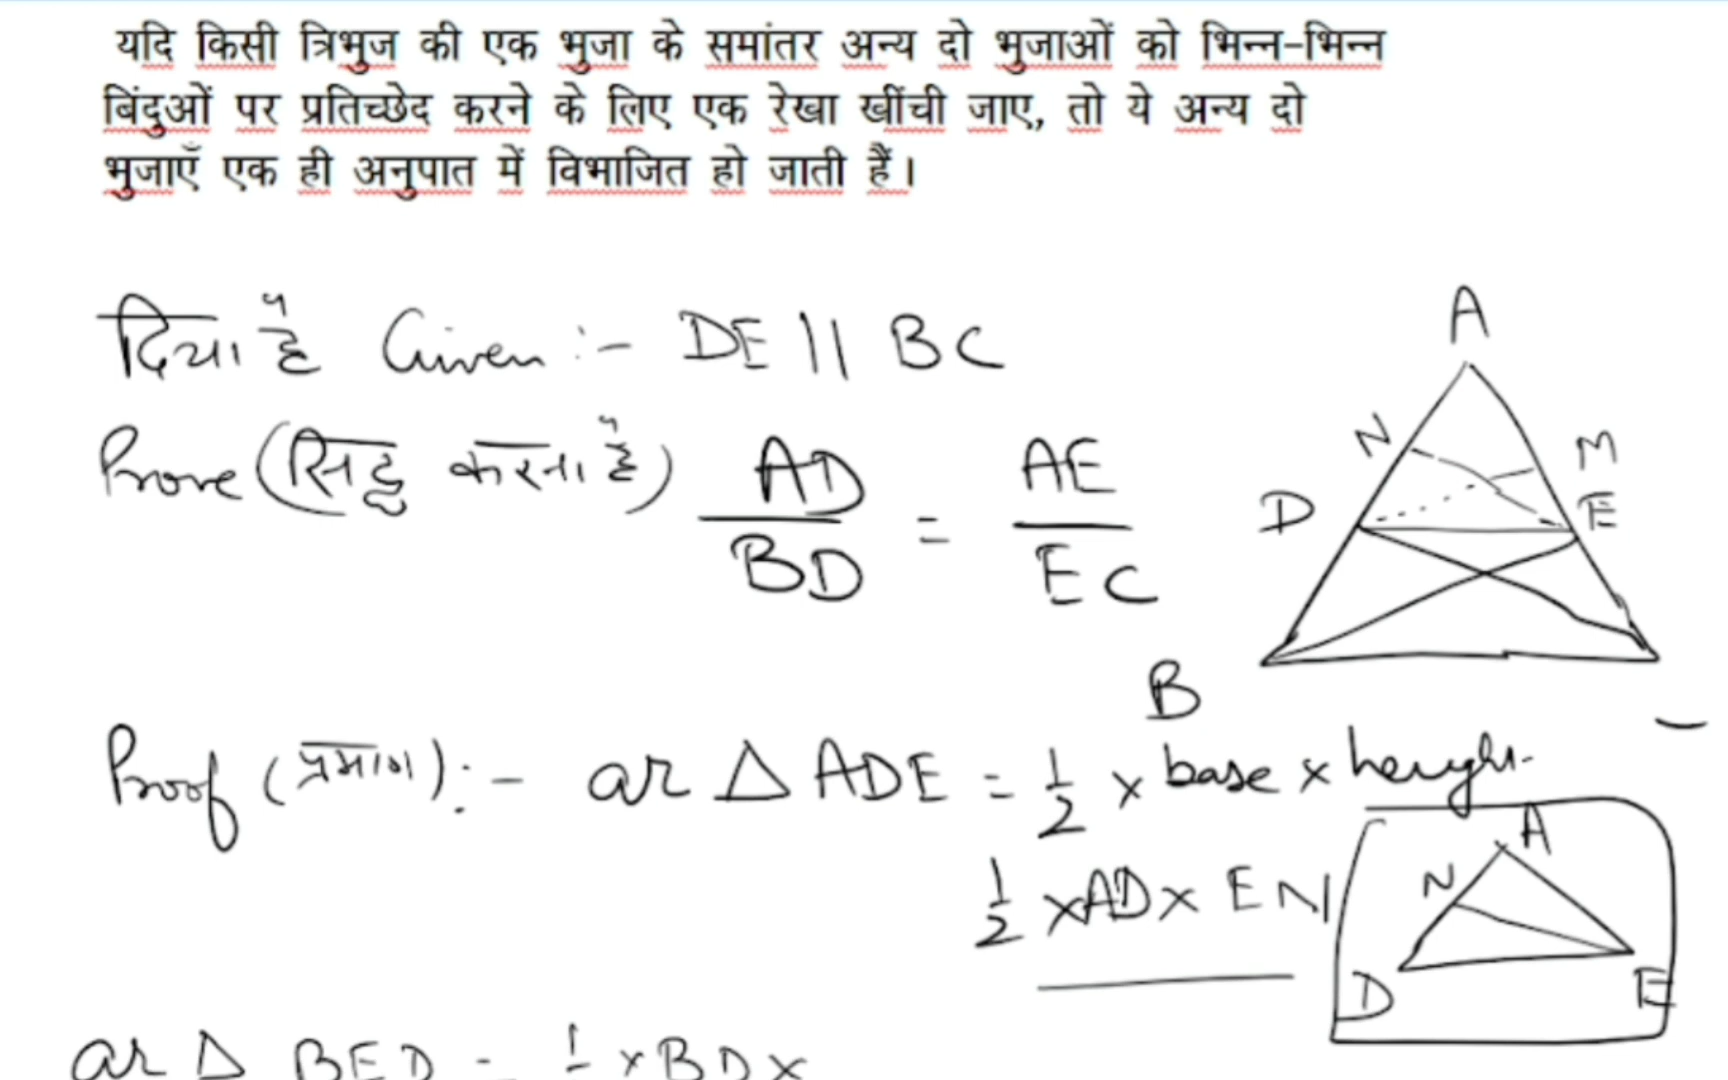 यदि किसी त्रिभुज की एक भुजा के समांतर अन्य दो भुजाओं को भिन्न-भिन्न
बिंदुओं पर प्रतिच्छेद करने के लिए एक रेखा खींची जाए, तो ये अन्य दो
भुजाएँ एक ही अनुपात में विभाजित हो जाती हैं।
दिया है Given :- DE || BC
Prove (सिद्ध करना है) AD/BD = AE/EC
A
N M
D E
B
Proof (प्रमाण) :- ar △ ADE = 1/2 × base ×
1/2 × AD × EN
A
N
D E
ar △ BED = 1/2 × BD ×